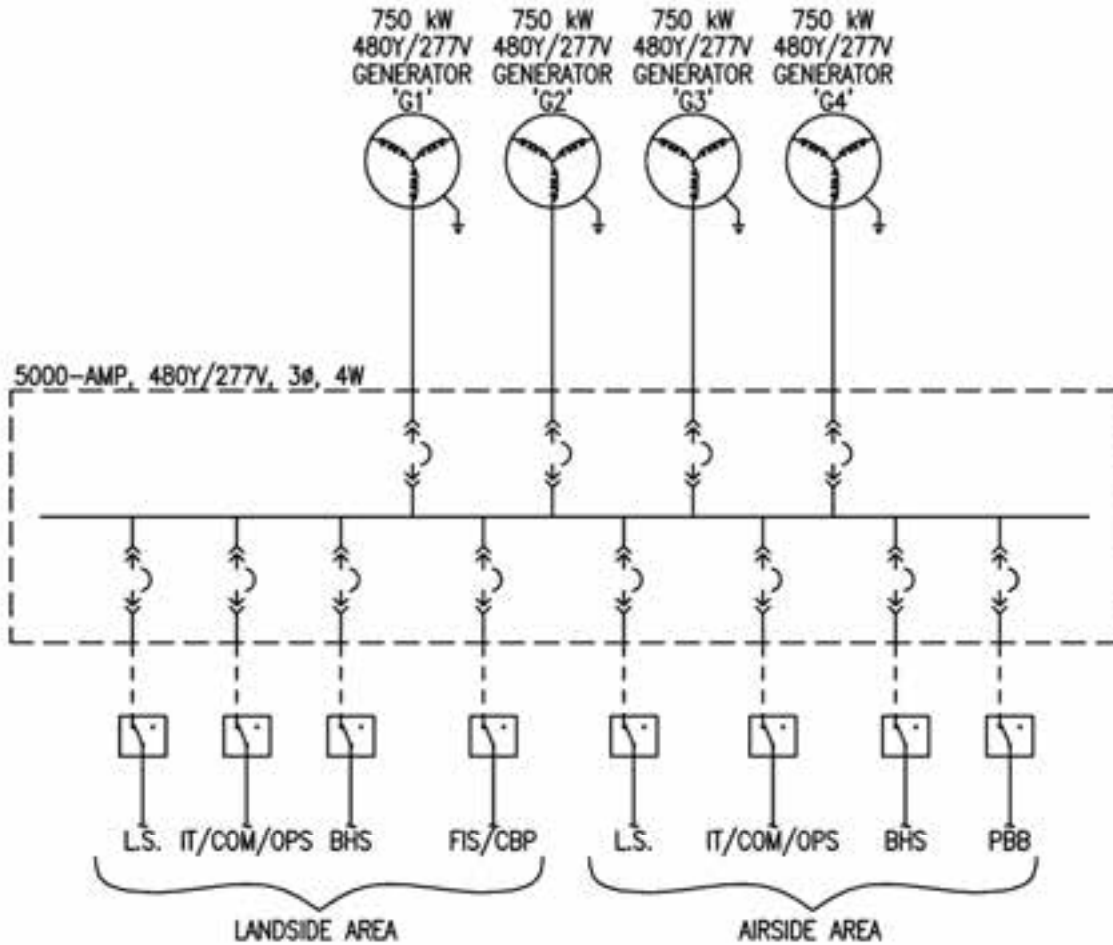 750 kW 750 kW 750 kW 750 kW
480Y/277V 480Y/277V 480Y/277V 480Y/277V
GENERATOR GENERATOR GENERATOR GENERATOR
'G1' 'G2' 'G3' 'G4'
5000-AMP, 480Y/277V, 3ø, 4W
L.S. IT/COM/OPS BHS FIS/CBP L.S. IT/COM/OPS BHS PBB
LANDSIDE AREA AIRSIDE AREA